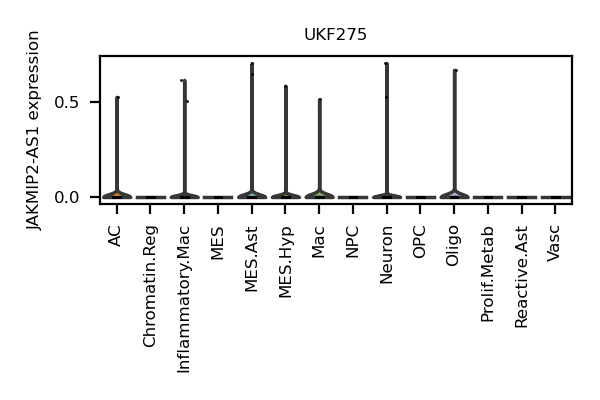 UKF275
JAKMIP2-AS1 expression
0.5
0.0
AC
Chromatin.Reg
Inflammatory.Mac
MES
MES.Ast
MES.Hyp
Mac
NPC
Neuron
OPC
Oligo
Prolif.Metab
Reactive.Ast
Vasc